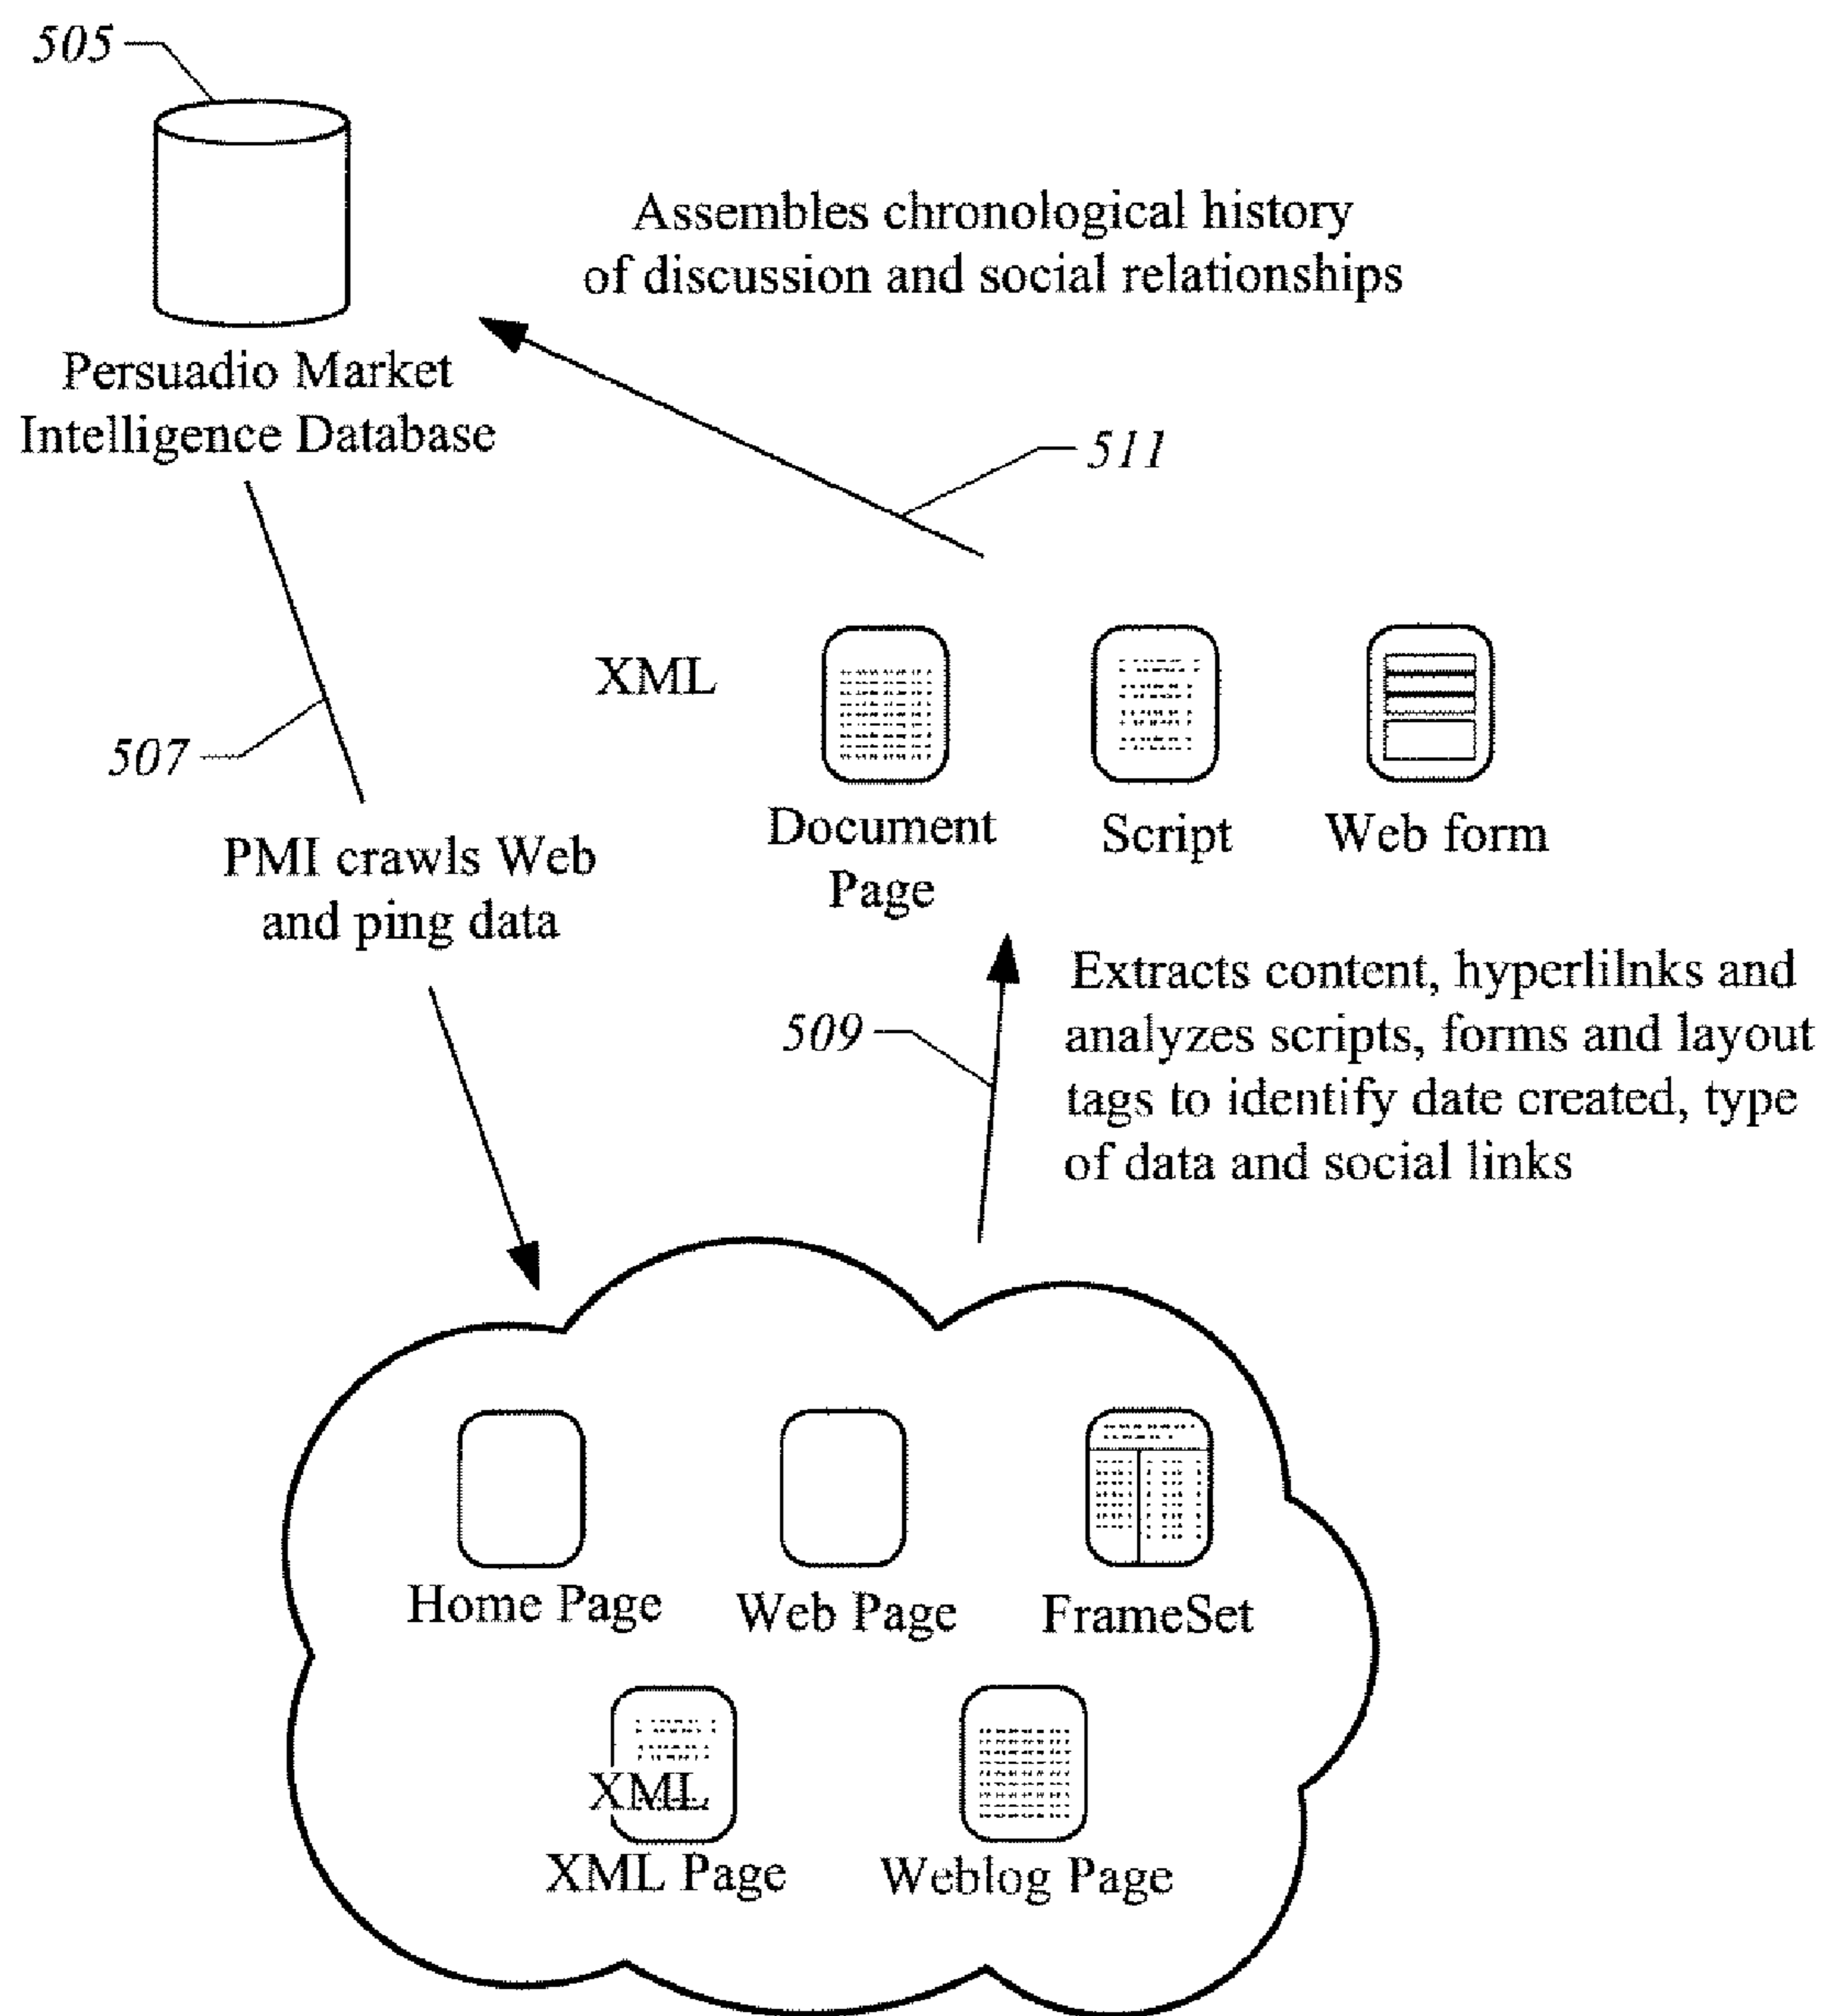 505
Assembles chronological history
of discussion and social relationships
Persuadio Market
Intelligence Database
511
507
XML
Document
Page
Script
Web form
PMI crawls Web
and ping data
509
Extracts content, hyperlilnks and
analyzes scripts, forms and layout
tags to identify date created, type
of data and social links
Home Page
Web Page
FrameSet
XML
XML Page
Weblog Page